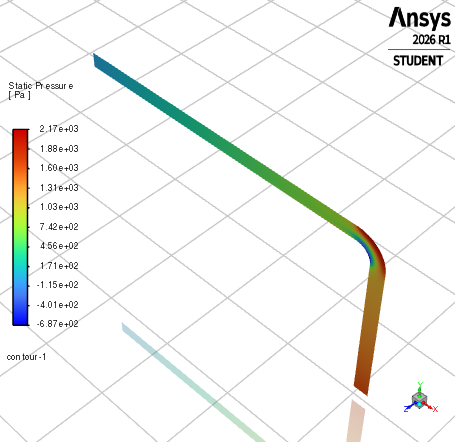 Ansys
2026 R1
STUDENT
Static Pressure
[ Pa ]
2.17e+03
1.88e+03
1.60e+03
1.31e+03
1.03e+03
7.42e+02
4.56e+02
1.71e+02
-1.15e+02
-4.01e+02
-6.87e+02
contour-1
Y
Z
X